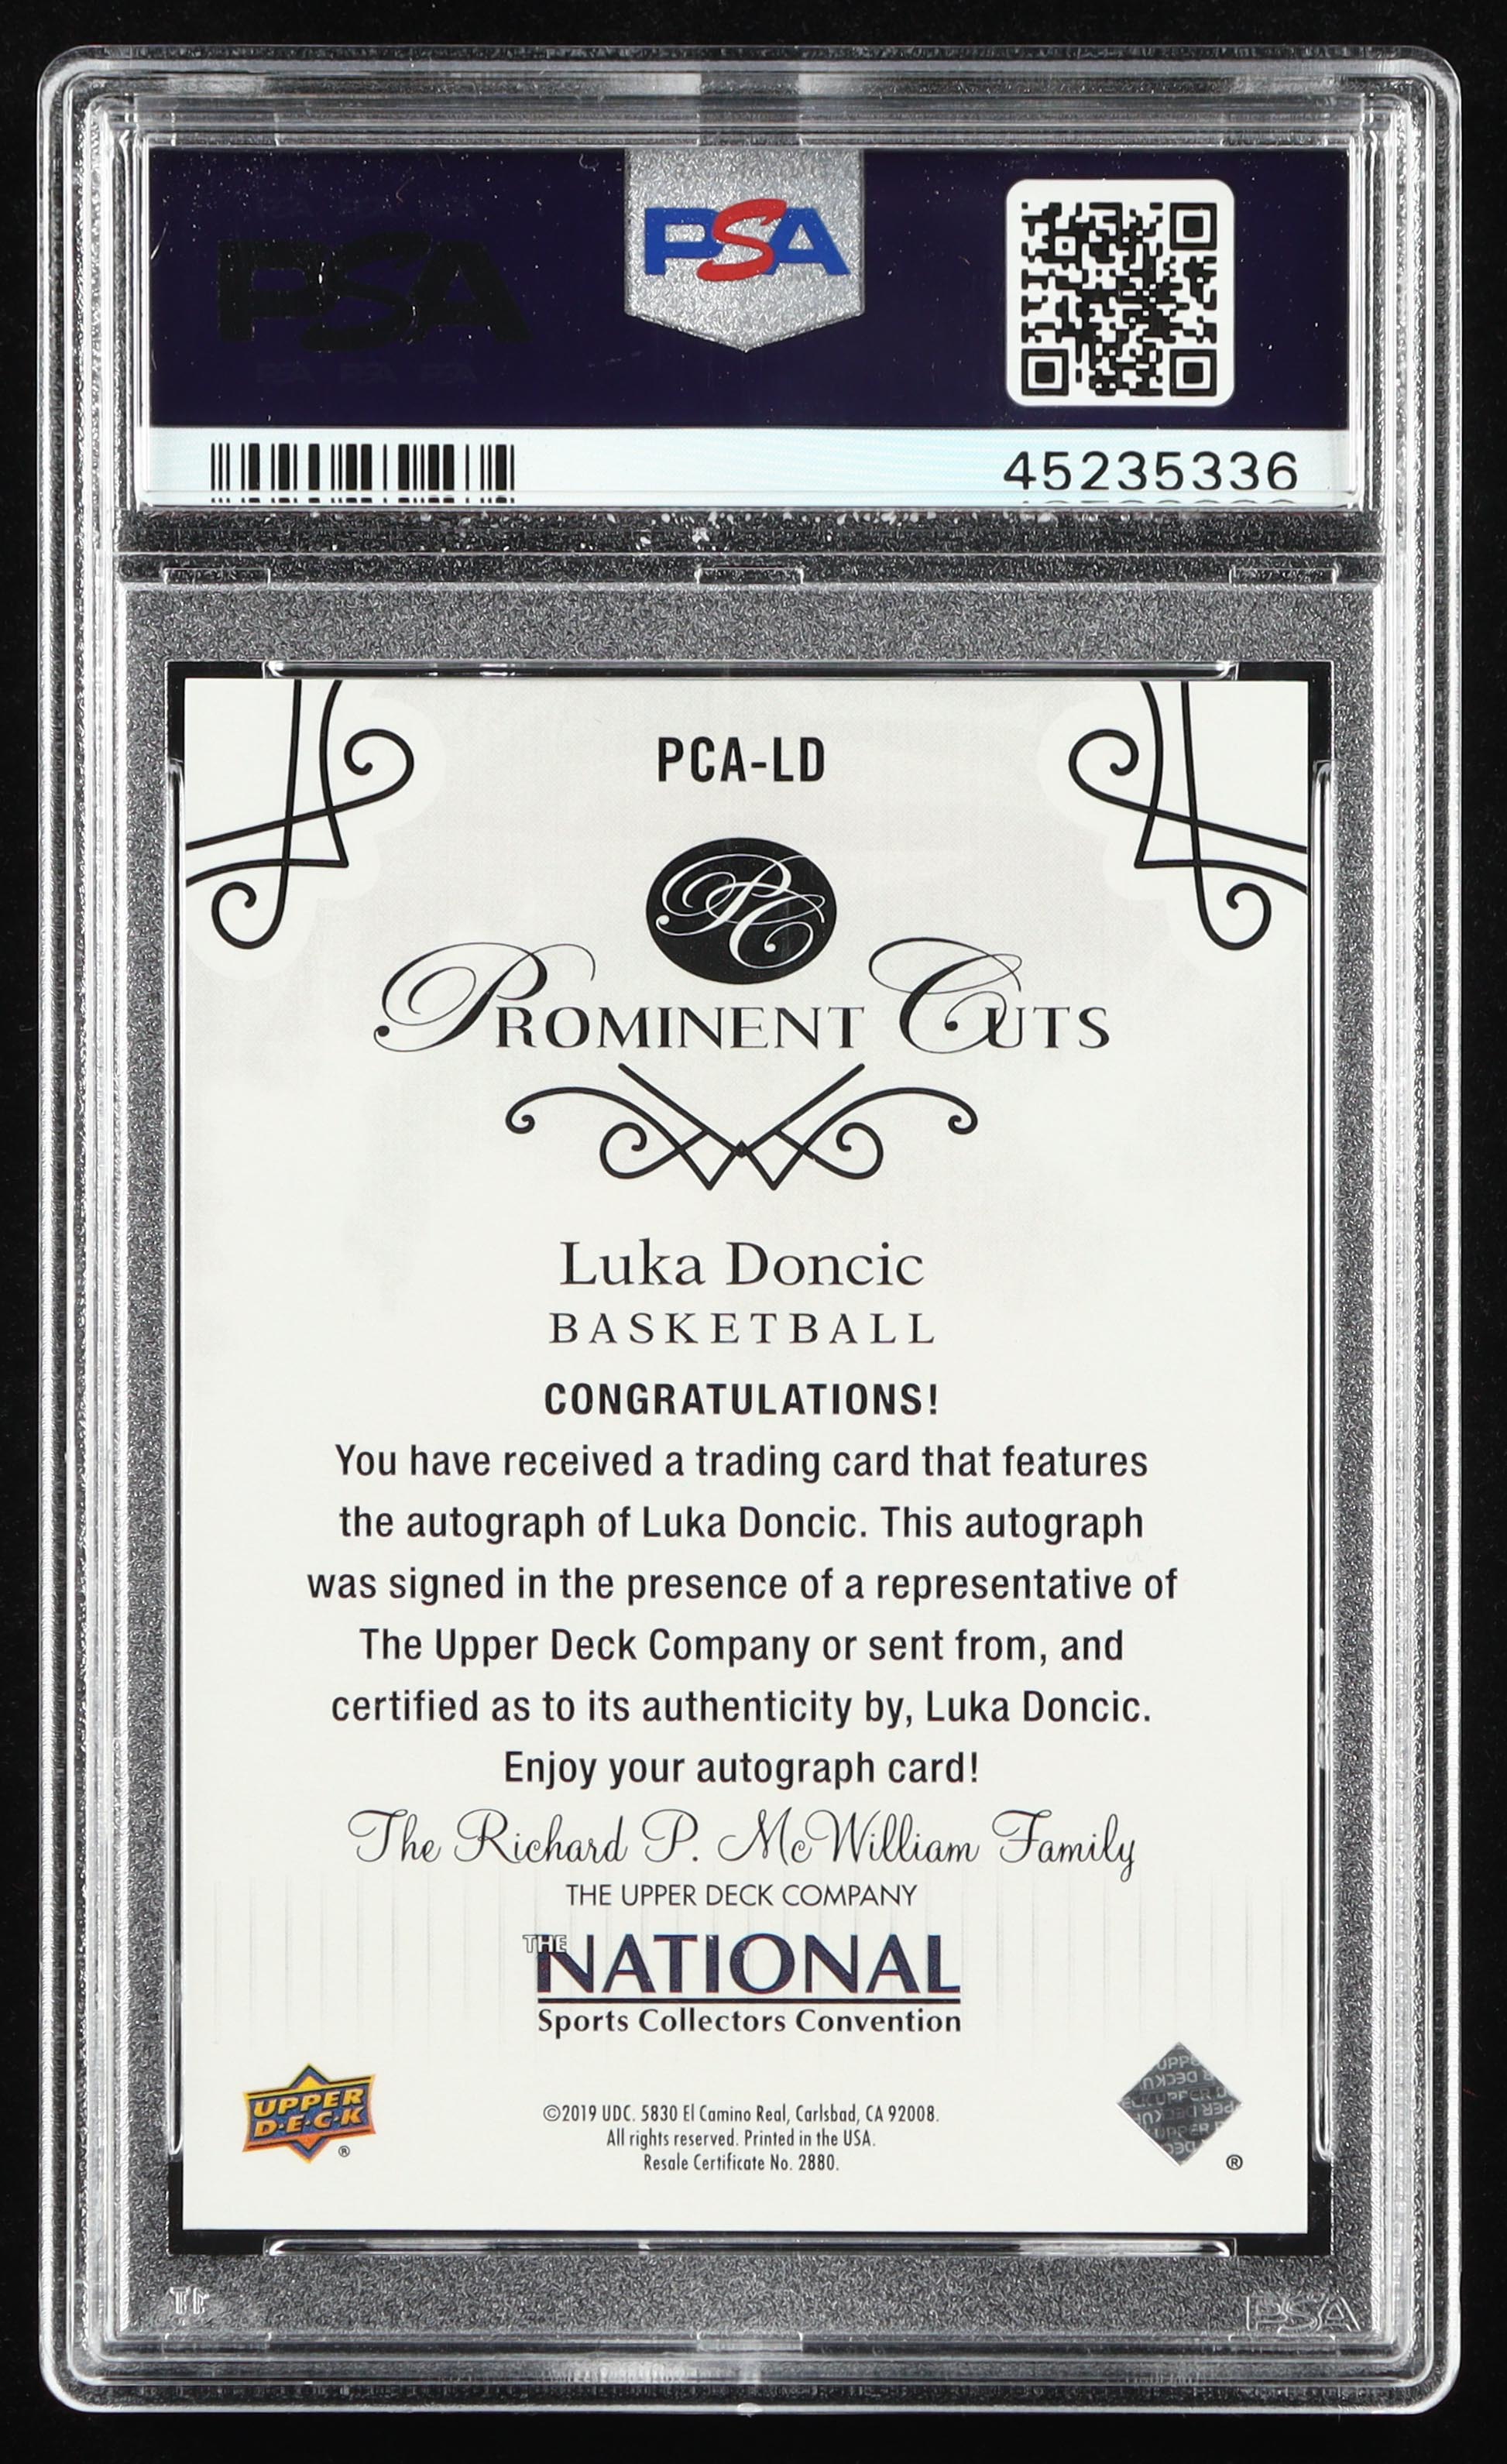 PSA
PSA
45235336
PCA-LD
PC
PROMINENT CUTS
Luka Doncic
BASKETBALL
CONGRATULATIONS!
You have received a trading card that features
the autograph of Luka Doncic. This autograph
was signed in the presence of a representative of
The Upper Deck Company or sent from, and
certified as to its authenticity by, Luka Doncic.
Enjoy your autograph card!
The Richard P. McWilliam Family
THE UPPER DECK COMPANY
THE NATIONAL
Sports Collectors Convention
UPPER
D·E·C·K
®
©2019 UDC. 5830 El Camino Real, Carlsbad, CA 92008.
All rights reserved. Printed in the USA.
Resale Certificate No. 2880.
®
PSA